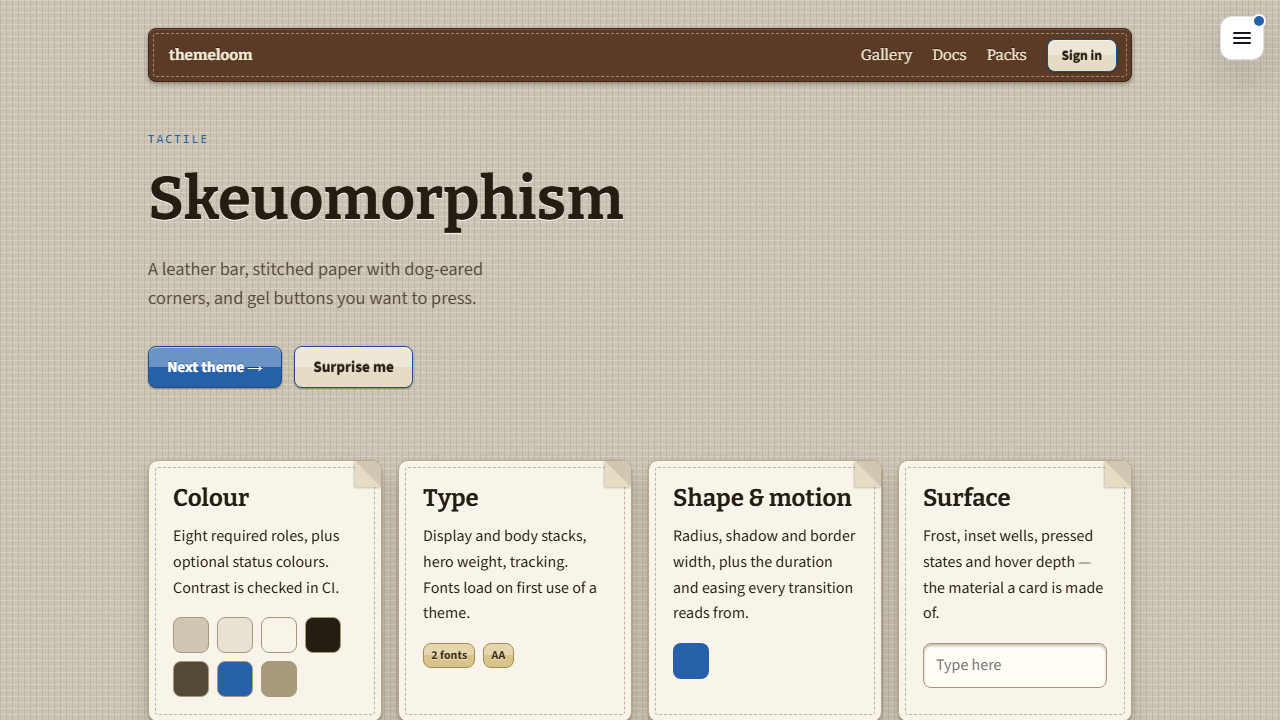 themeloom
Gallery Docs Packs Sign in
TACTILE
Skeuomorphism
A leather bar, stitched paper with dog-eared
corners, and gel buttons you want to press.
Next theme → Surprise me
Colour
Eight required roles, plus
optional status colours.
Contrast is checked in CI.
Type
Display and body stacks,
hero weight, tracking.
Fonts load on first use of a
theme.
2 fonts AA
Shape & motion
Radius, shadow and border
width, plus the duration
and easing every transition
reads from.
Surface
Frost, inset wells, pressed
states and hover depth —
the material a card is made
of.
Type here